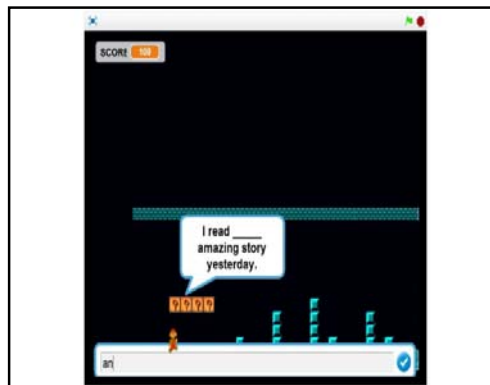 SCORE 100
I read _____
amazing story
yesterday.
? ? ? ?
an